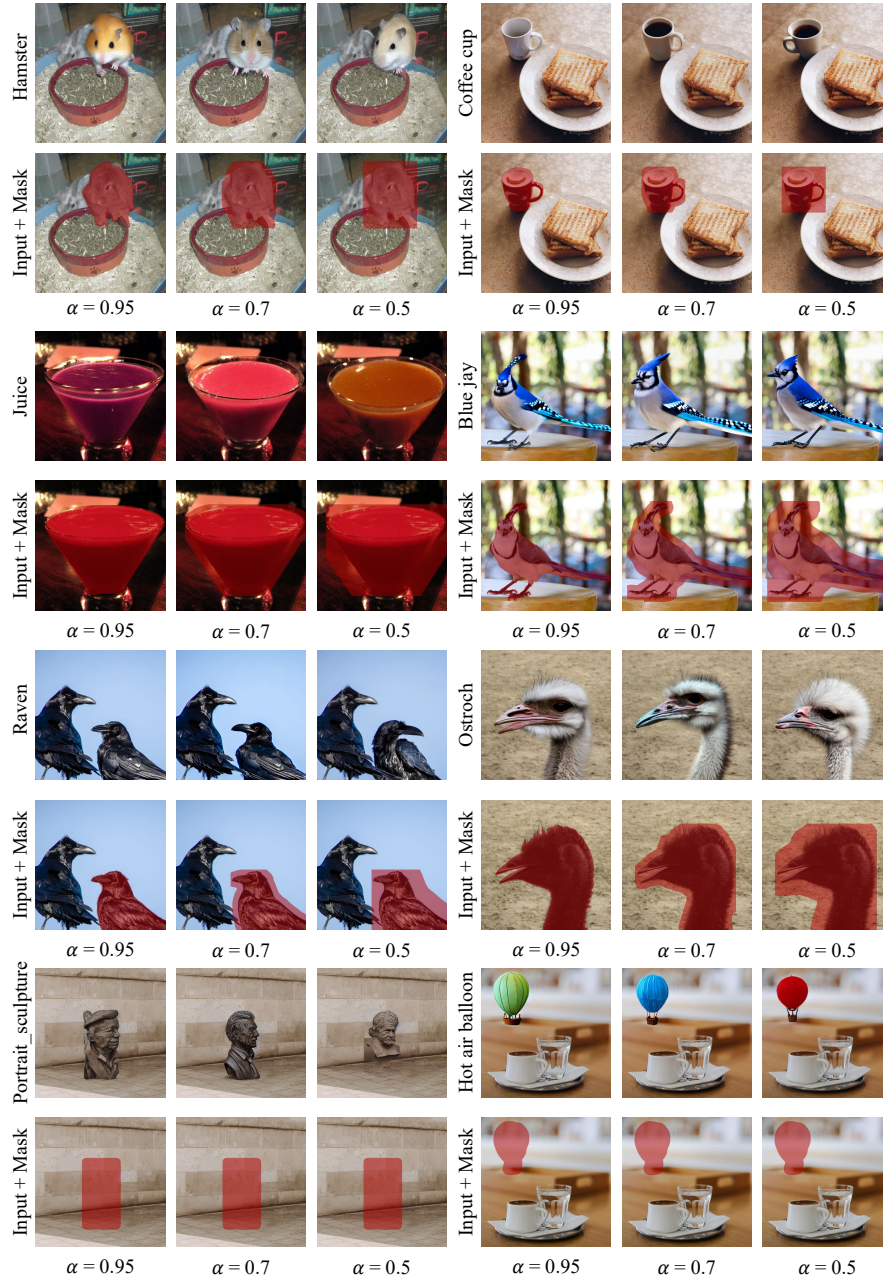 Hamster
Coffee cup
Input + Mask
Input + Mask
α = 0.95
α = 0.7
α = 0.5
α = 0.95
α = 0.7
α = 0.5
Juice
Blue jay
Input + Mask
Input + Mask
α = 0.95
α = 0.7
α = 0.5
α = 0.95
α = 0.7
α = 0.5
Raven
Ostroch
Input + Mask
Input + Mask
α = 0.95
α = 0.7
α = 0.5
α = 0.95
α = 0.7
α = 0.5
Portrait_sculpture
Hot air balloon
Input + Mask
Input + Mask
α = 0.95
α = 0.7
α = 0.5
α = 0.95
α = 0.7
α = 0.5